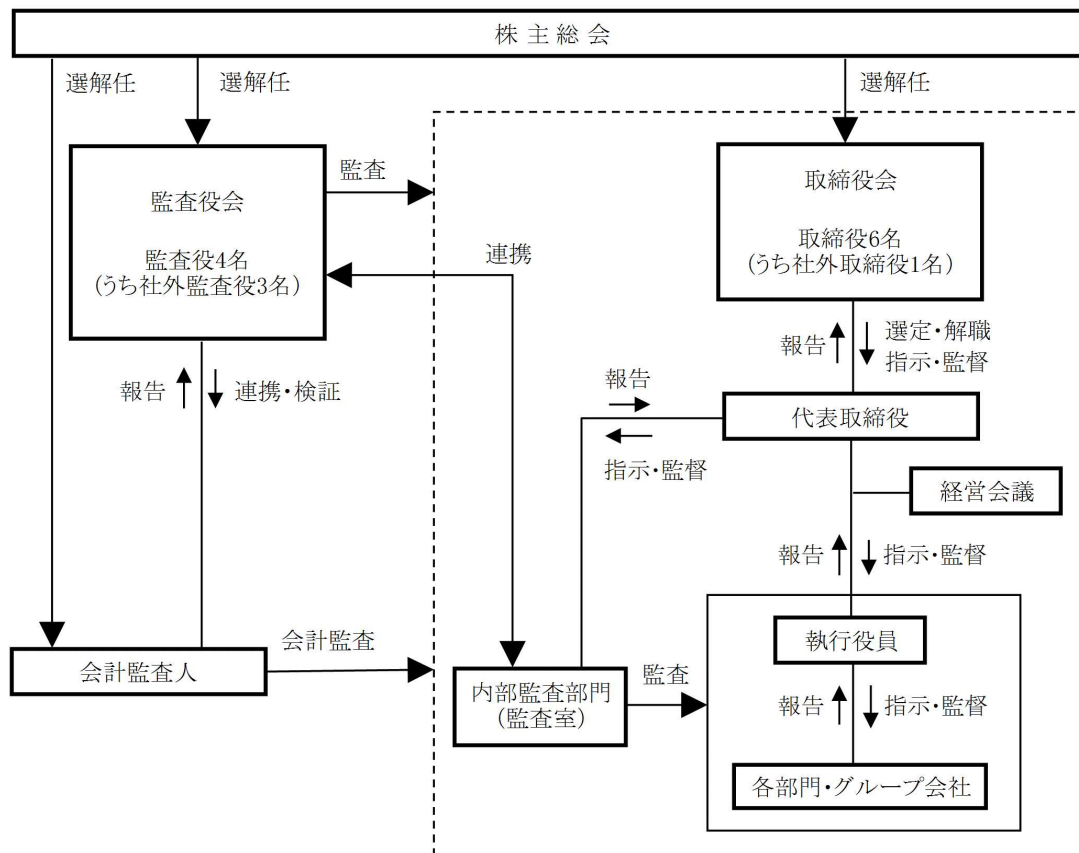 株主総会
選解任
選解任
選解任
監査役会
監査役4名
(うち社外監査役3名)
監査
取締役会
取締役6名
(うち社外取締役1名)
連携
報告
選定・解職
指示・監督
報告
連携・検証
報告
指示・監督
代表取締役
経営会議
報告
指示・監督
会計監査人
会計監査
内部監査部門
(監査室)
監査
執行役員
報告
指示・監督
各部門・グループ会社